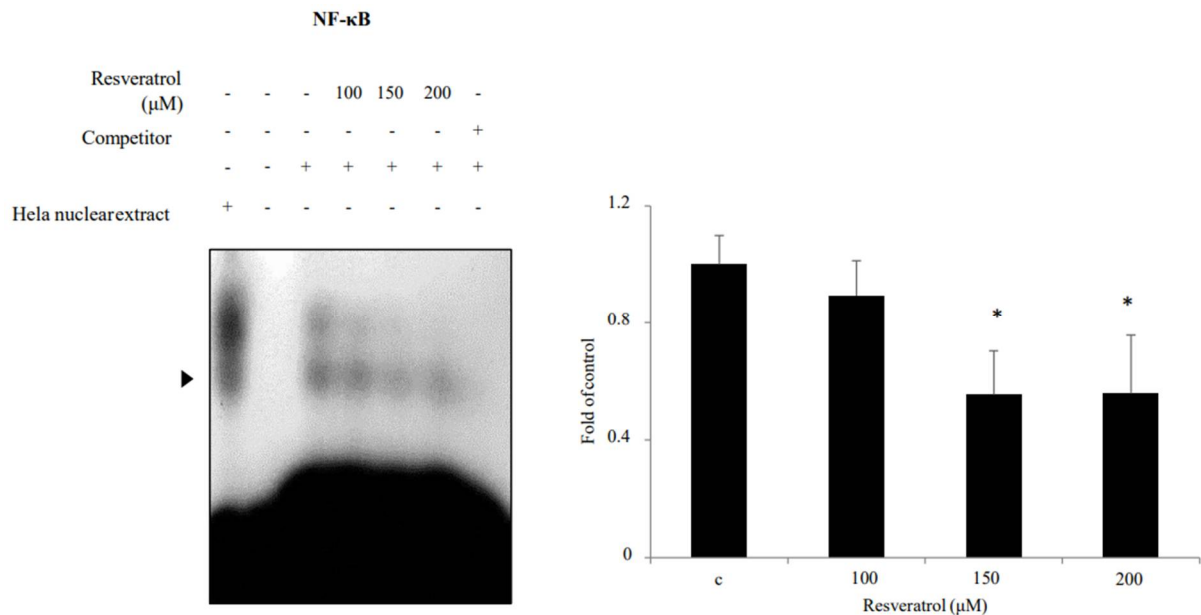 NF-κB
Resveratrol
(μM) - - - 100 150 200 -
Competitor - - - - - - +
- - + + + + +
Hela nuclearextract + - - - - - -
Fold of control
1.2
0.8
0.4
0
* *
c 100 150 200
Resveratrol (μM)